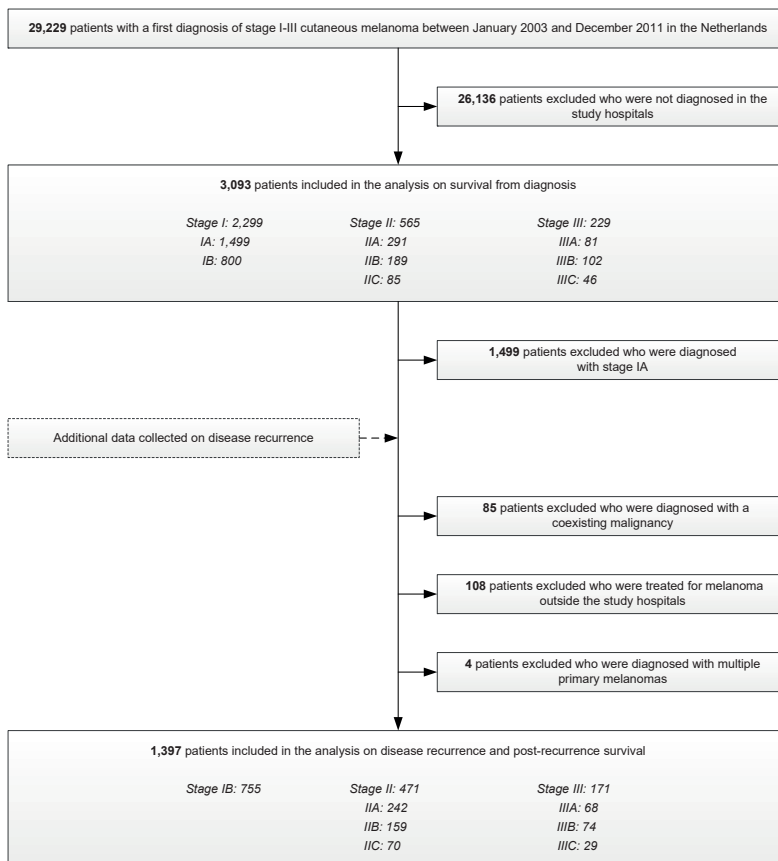 29,229 patients with a first diagnosis of stage I-III cutaneous melanoma between January 2003 and December 2011 in the Netherlands
26,136 patients excluded who were not diagnosed in the
study hospitals
3,093 patients included in the analysis on survival from diagnosis
Stage I: 2,299
IA: 1,499
IB: 800
Stage II: 565
IIA: 291
IIB: 189
IIC: 85
Stage III: 229
IIIA: 81
IIIB: 102
IIIC: 46
1,499 patients excluded who were diagnosed
with stage IA
Additional data collected on disease recurrence
85 patients excluded who were diagnosed with a
coexisting malignancy
108 patients excluded who were treated for melanoma
outside the study hospitals
4 patients excluded who were diagnosed with multiple
primary melanomas
1,397 patients included in the analysis on disease recurrence and post-recurrence survival
Stage IB: 755
Stage II: 471
IIA: 242
IIB: 159
IIC: 70
Stage III: 171
IIIA: 68
IIIB: 74
IIIC: 29